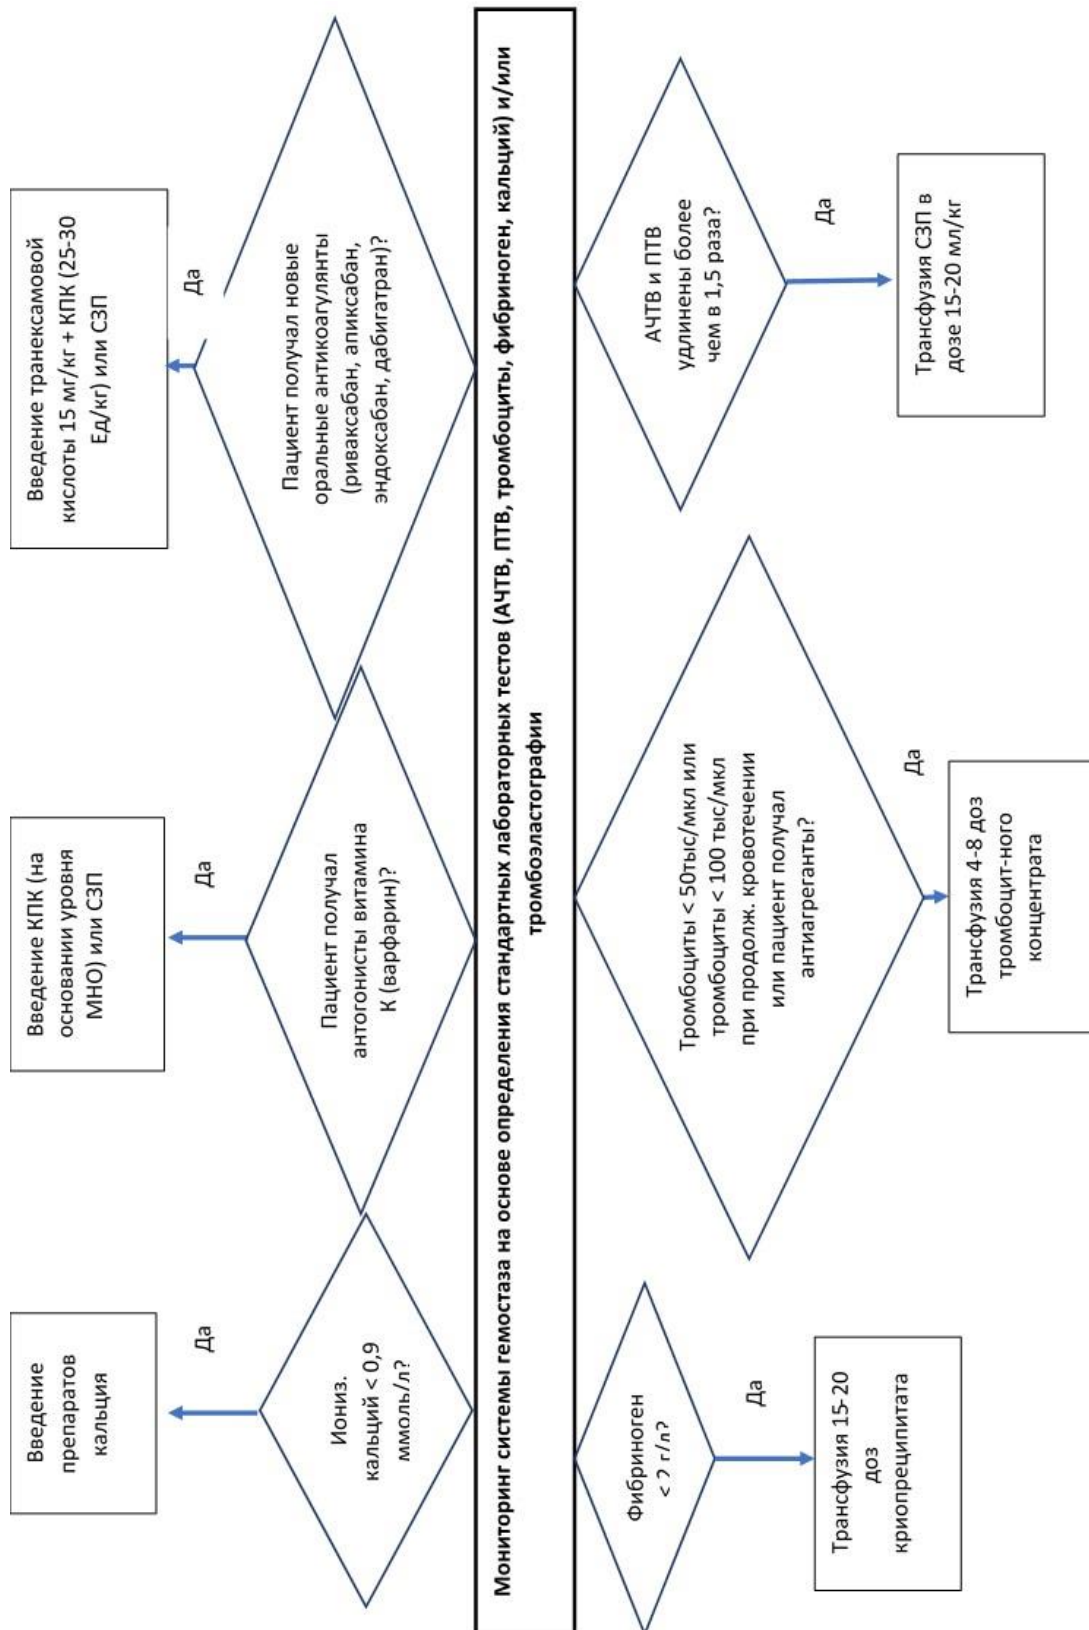 Введение
препаратов
кальция
Введение КПК (на
основании уровня
МНО) или СЗП
Введение транексамовой
кислоты 15 мг/кг + КПК (25-30
Ед/кг) или СЗП
Да
Да
Да
Иониз.
кальций < 0,9
ммоль/л?
Пациент получал
антогонисты витамина
К (варфарин)?
Пациент получал новые
оральные антикоагулянты
(риваксабан, апиксабан,
эндоксабан, дабигатран)?
Мониторинг системы гемостаза на основе определения стандартных лабораторных тестов (АЧТВ, ПТВ, тромбоциты, фибриноген, кальций) и/или
тромбоэластографии
Фибриноген
< 2 г/л?
Тромбоциты < 50тыс/мкл или
тромбоциты < 100 тыс/мкл
при продолж. кровотечении
или пациент получал
антиагреганты?
АЧТВ и ПТВ
удлинены более
чем в 1,5 раза?
Да
Да
Да
Трансфузия 15-20
доз
криопреципитата
Трансфузия 4-8 доз
тромбоцит-ного
концентрата
Трансфузия СЗП в
дозе 15-20 мл/кг